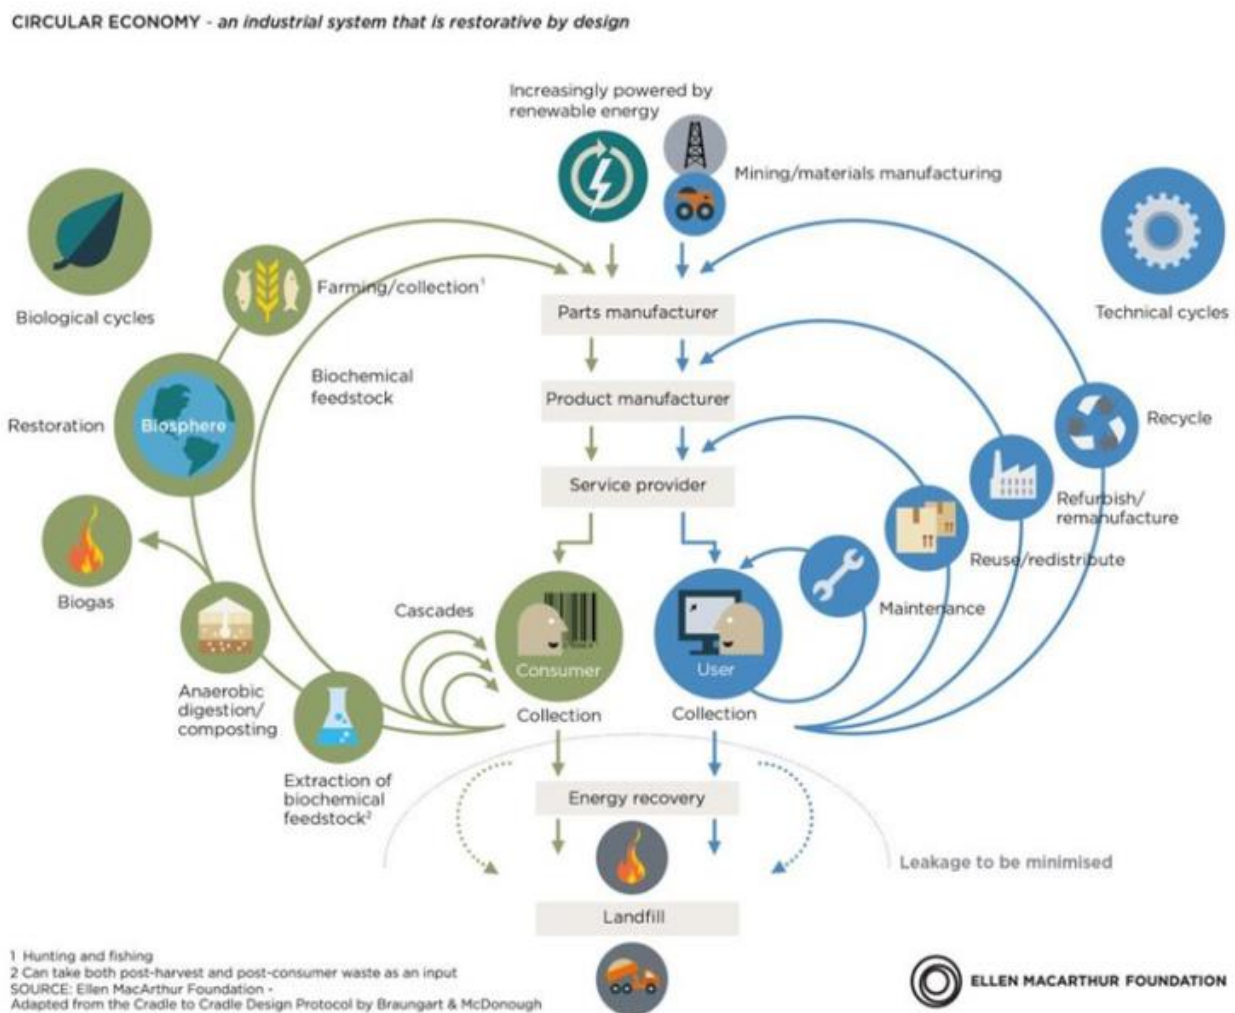 CIRCULAR ECONOMY - an industrial system that is restorative by design
Increasingly powered by
renewable energy
Mining/materials manufacturing
Biological cycles
Farming/collection¹
Technical cycles
Parts manufacturer
Biochemical
feedstock
Product manufacturer
Restoration
Biosphere
Recycle
Service provider
Refurbish/
remanufacture
Reuse/redistribute
Biogas
Cascades
Maintenance
Consumer
User
Anaerobic
digestion/
composting
Collection
Collection
Extraction of
biochemical
feedstock²
Energy recovery
Leakage to be minimised
Landfill
1 Hunting and fishing
2 Can take both post-harvest and post-consumer waste as an input
SOURCE: Ellen MacArthur Foundation -
Adapted from the Cradle to Cradle Design Protocol by Braungart & McDonough
ELLEN MACARTHUR FOUNDATION